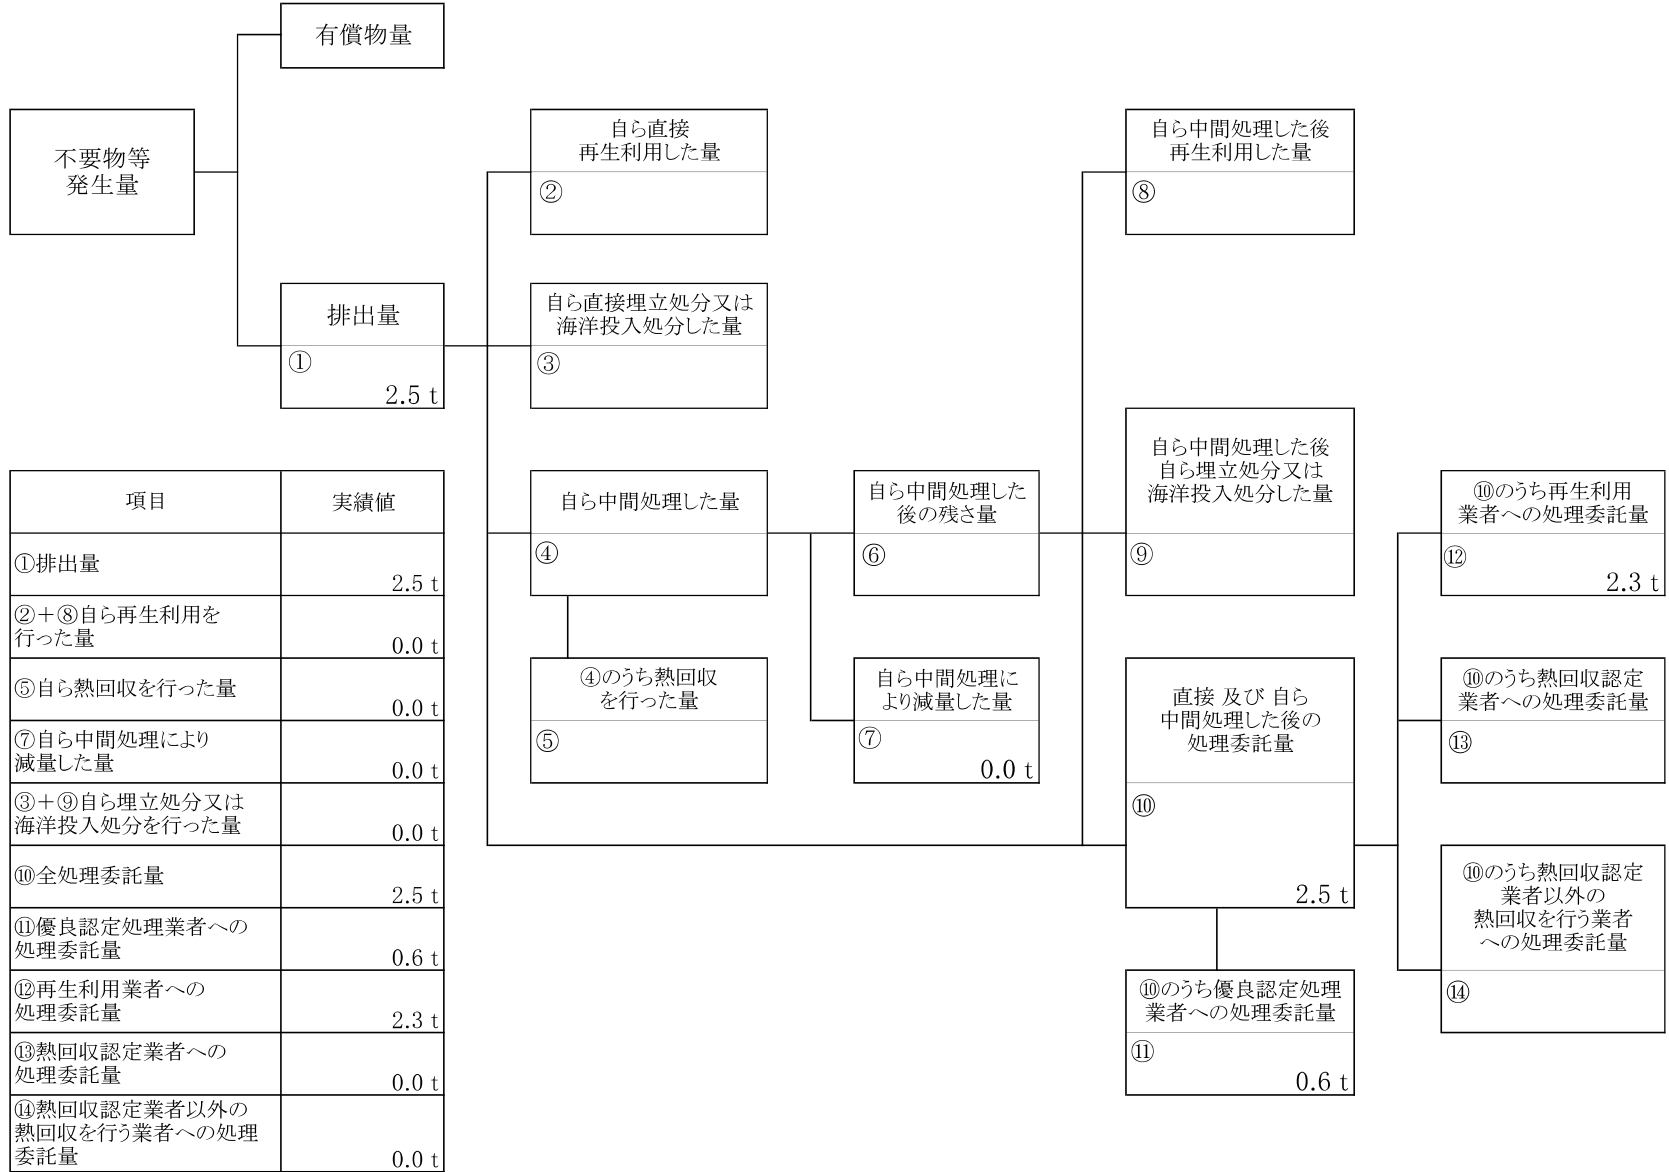 有償物量
不要物等
発生量
自ら直接
再生利用した量
②
自ら中間処理した後
再生利用した量
⑧
排出量
①
2.5 t
自ら直接埋立処分又は
海洋投入処分した量
③
自ら中間処理した量
④
自ら中間処理した
後の残さ量
⑥
自ら中間処理した後
自ら埋立処分又は
海洋投入処分した量
⑨
⑩のうち再生利用
業者への処理委託量
⑫
2.3 t
④のうち熱回収
を行った量
⑤
自ら中間処理に
より減量した量
⑦
0.0 t
直接 及び 自ら
中間処理した後の
処理委託量
⑩
2.5 t
⑩のうち熱回収認定
業者への処理委託量
⑬
⑩のうち熱回収認定
業者以外の
熱回収を行う業者
への処理委託量
⑭
⑩のうち優良認定処理
業者への処理委託量
⑪
0.6 t
項目 実績値
①排出量
2.5 t
②＋⑧自ら再生利用を
行った量
0.0 t
⑤自ら熱回収を行った量
0.0 t
⑦自ら中間処理により
減量した量
0.0 t
③＋⑨自ら埋立処分又は
海洋投入処分を行った量
0.0 t
⑩全処理委託量
2.5 t
⑪優良認定処理業者への
処理委託量
0.6 t
⑫再生利用業者への
処理委託量
2.3 t
⑬熱回収認定業者への
処理委託量
0.0 t
⑭熱回収認定業者以外の
熱回収を行う業者への処理
委託量
0.0 t